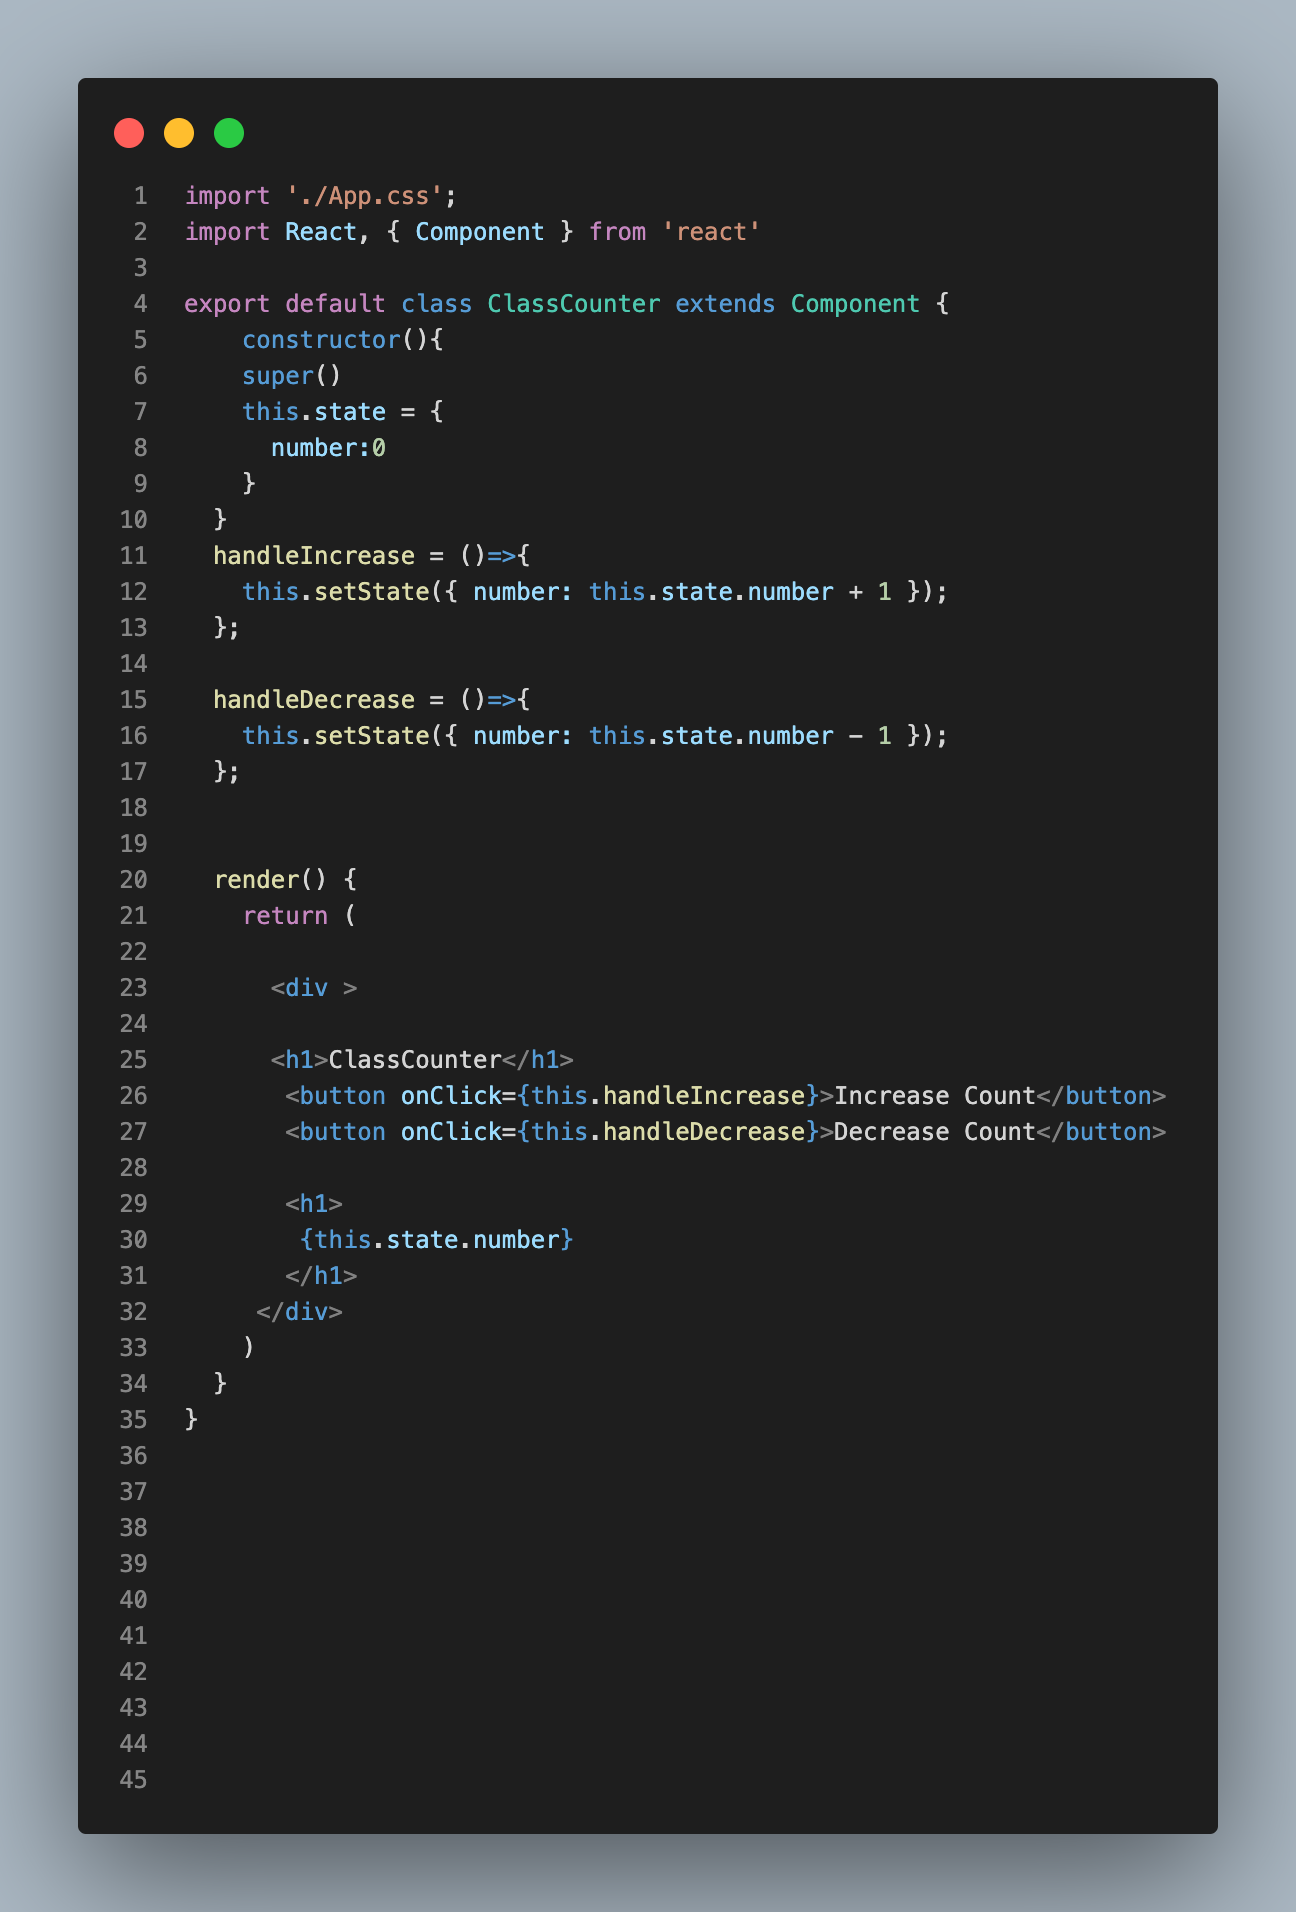 1 import './App.css';
2 import React, { Component } from 'react'
3
4 export default class ClassCounter extends Component {
5     constructor(){
6     super()
7     this.state = {
8       number:0
9     }
10   }
11   handleIncrease = ()=>{
12     this.setState({ number: this.state.number + 1 });
13   };
14
15   handleDecrease = ()=>{
16     this.setState({ number: this.state.number - 1 });
17   };
18
19
20   render() {
21     return (
22
23       <div >
24
25       <h1>ClassCounter</h1>
26        <button onClick={this.handleIncrease}>Increase Count</button>
27        <button onClick={this.handleDecrease}>Decrease Count</button>
28
29        <h1>
30         {this.state.number}
31        </h1>
32      </div>
33     )
34   }
35 }
36
37
38
39
40
41
42
43
44
45